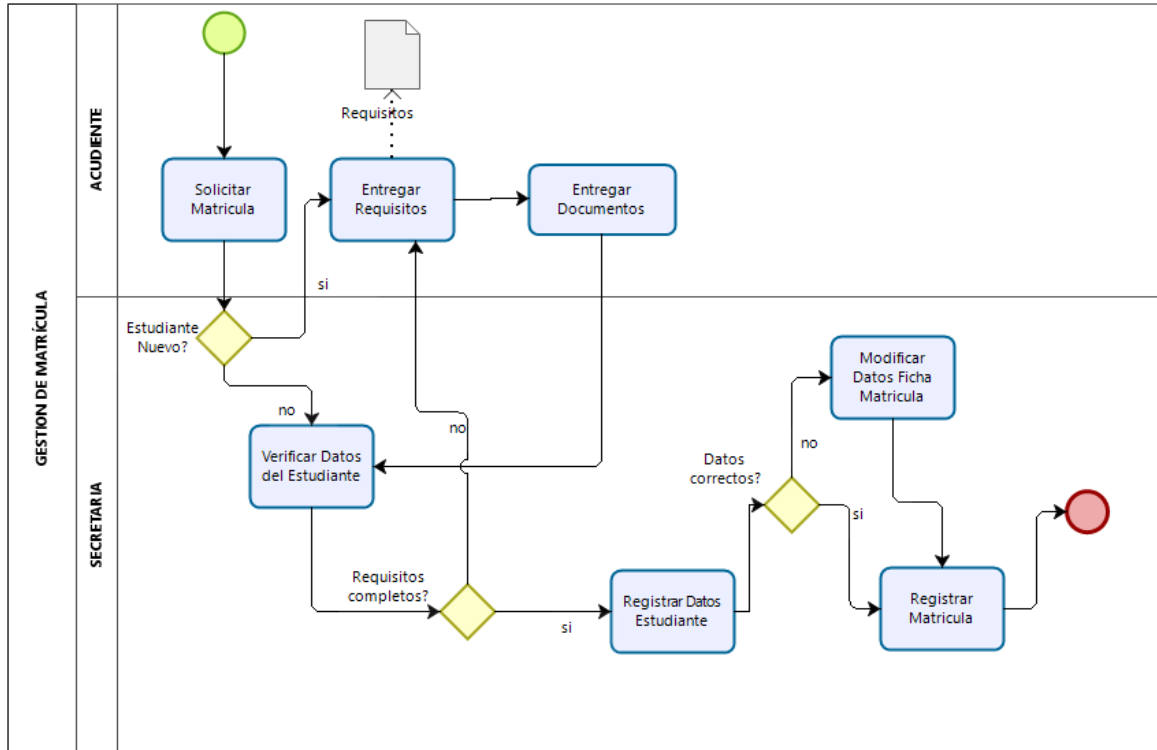 GESTION DE MATRÍCULA
ACUDIENTE
Requisitos
Solicitar
Matricula
Entregar
Requisitos
Entregar
Documentos
si
SECRETARIA
Estudiante
Nuevo?
no
Verificar Datos
del Estudiante
no
Requisitos
completos?
si
Registrar Datos
Estudiante
Datos
correctos?
no
si
Modificar
Datos Ficha
Matricula
Registrar
Matricula